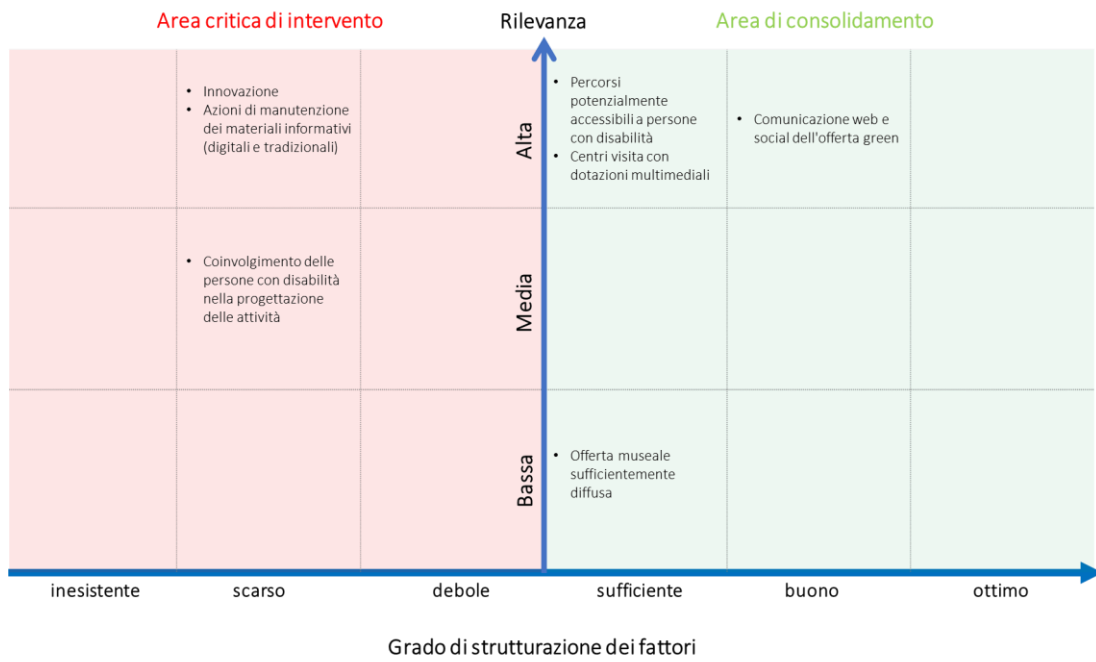 Area critica di intervento
Rilevanza
Area di consolidamento
Alta
• Innovazione
• Azioni di manutenzione
dei materiali informativi
(digitali e tradizionali)
• Percorsi
potenzialmente
accessibili a persone
con disabilità
• Centri visita con
dotazioni multimediali
• Comunicazione web e
social dell'offerta green
Media
• Coinvolgimento delle
persone con disabilità
nella progettazione
delle attività
Bassa
• Offerta museale
sufficientemente
diffusa
inesistente
scarso
debole
sufficiente
buono
ottimo
Grado di strutturazione dei fattori